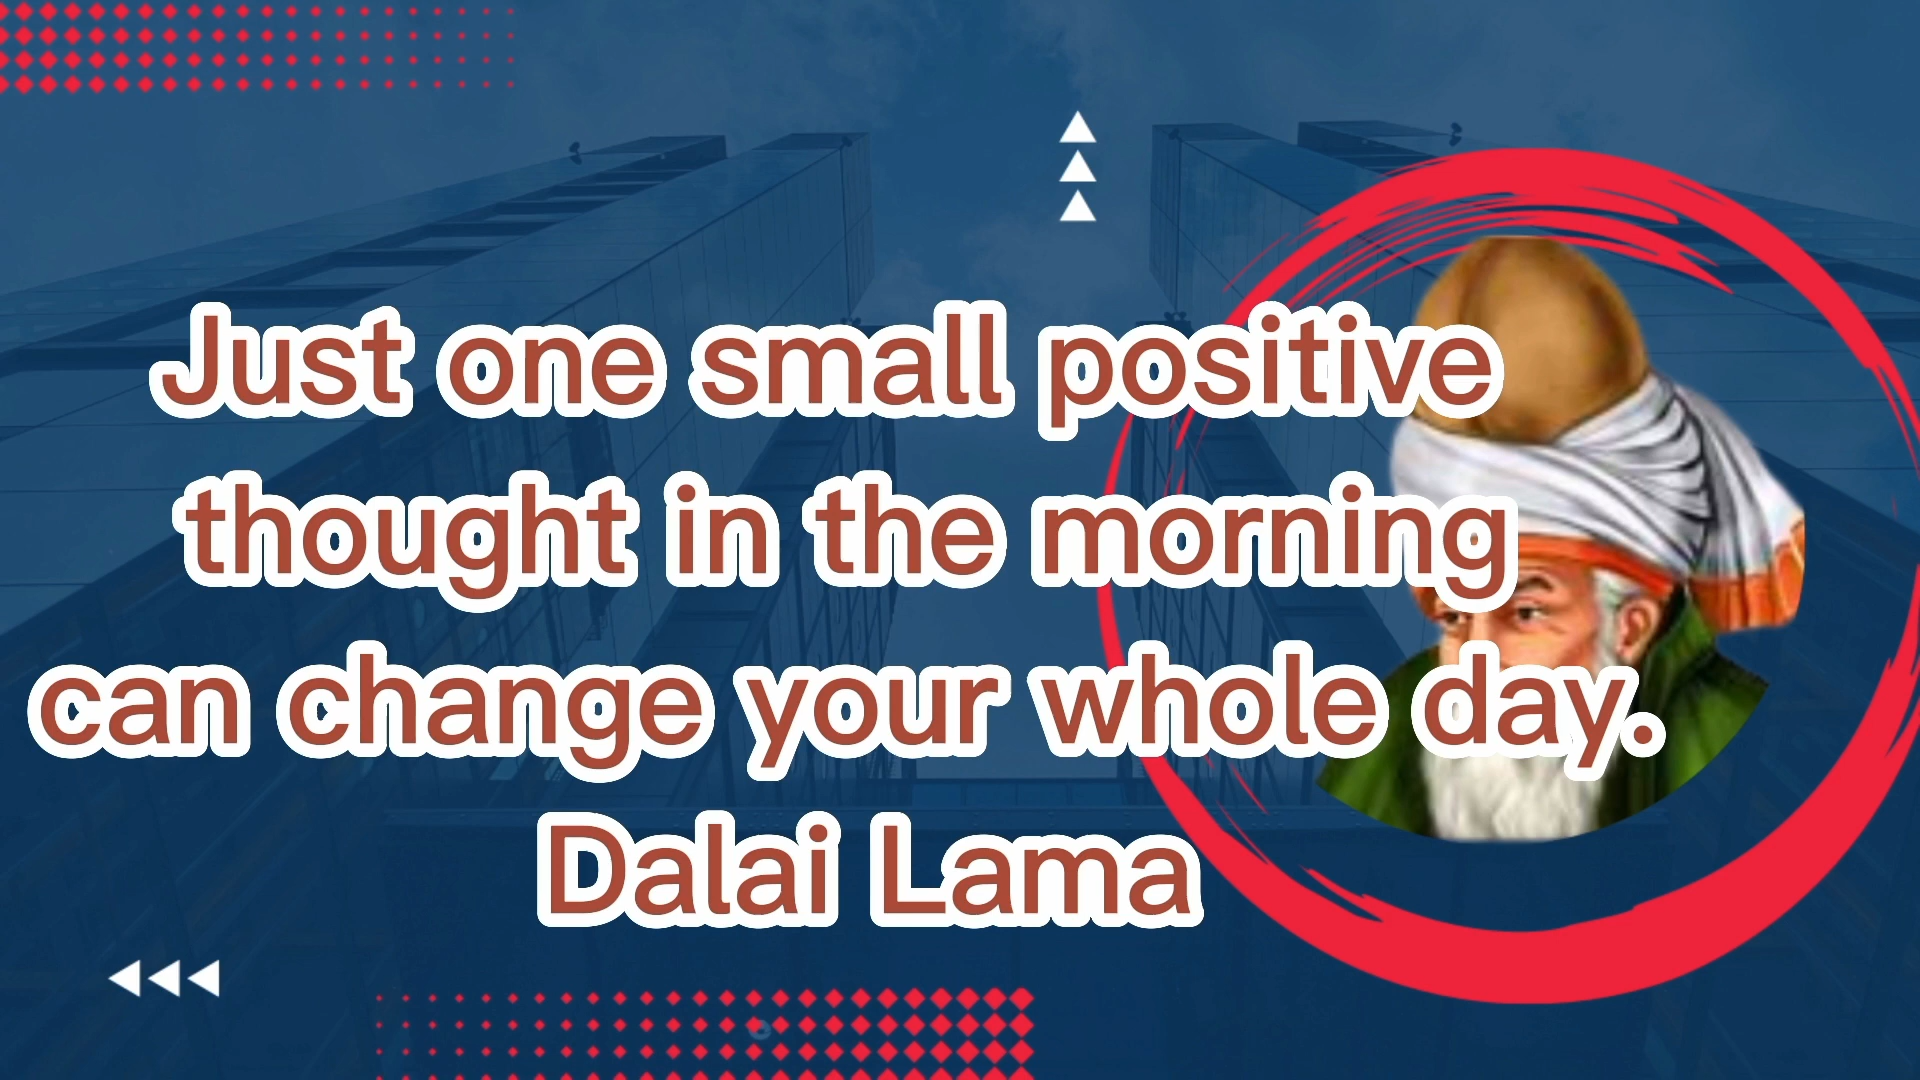 Just one small positive
thought in the morning
can change your whole day.
Dalai Lama